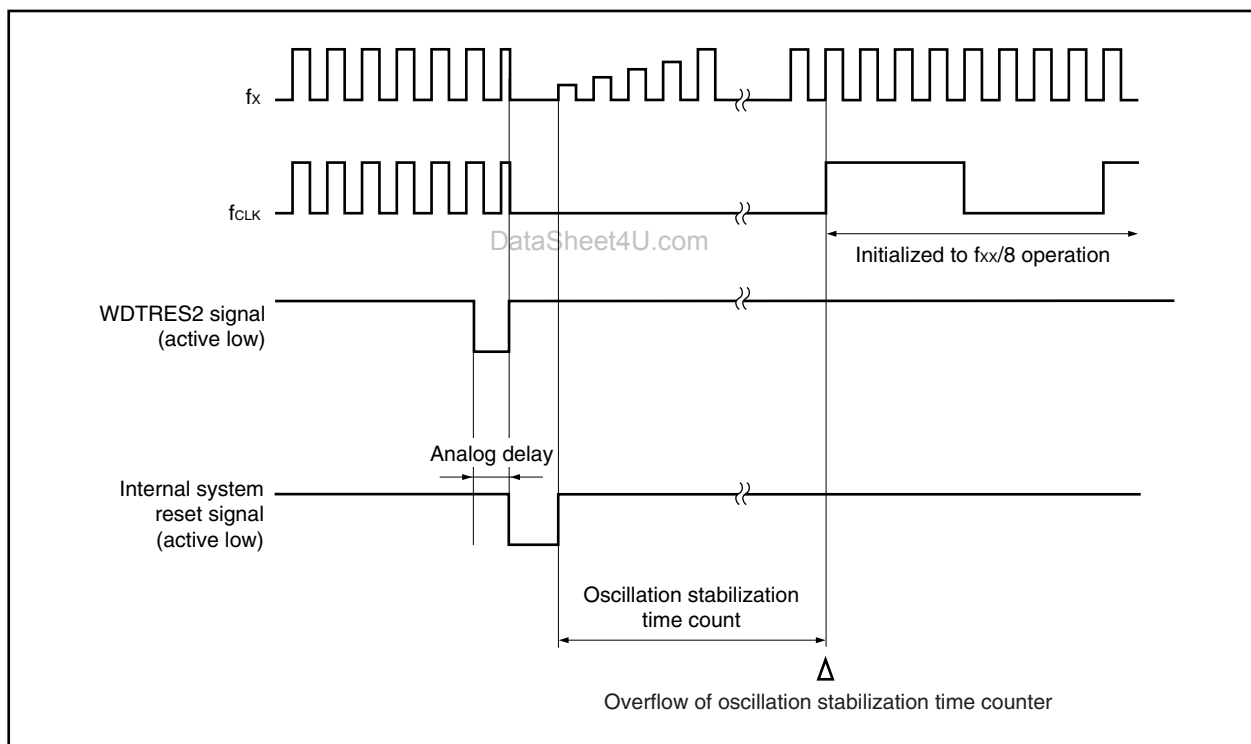 fX
fCLK
DataSheet4U.com
Initialized to fXX/8 operation
WDTRES2 signal
(active low)
Analog delay
Internal system
reset signal
(active low)
Oscillation stabilization
time count
Overflow of oscillation stabilization time counter